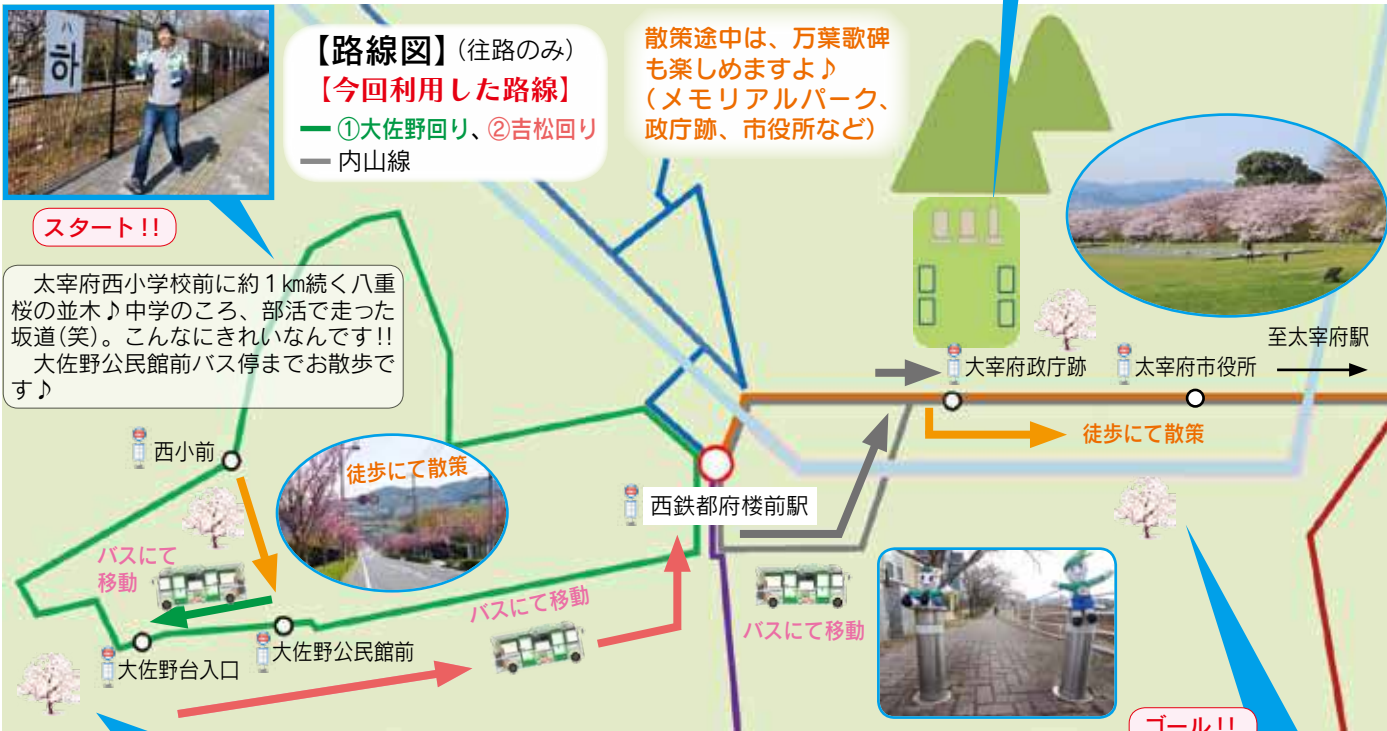 八
하
スタート!!
【路線図】(往路のみ)
【今回利用した路線】
①大佐野回り、②吉松回り
内山線
散策途中は、万葉歌碑
も楽しめますよ♪
(メモリアルパーク、
政庁跡、市役所など)
太宰府西小学校前に約1㎞続く八重
桜の並木♪中学のころ、部活で走った
坂道(笑)。こんなにきれいなんです!!
大佐野公民館前バス停までお散歩で
す♪
至太宰府駅
大宰府政庁跡
太宰府市役所
徒歩にて散策
西小前
徒歩にて散策
西鉄都府楼前駅
バスにて
移動
バスにて移動
バスにて移動
大佐野公民館前
大佐野台入口
ゴール!!